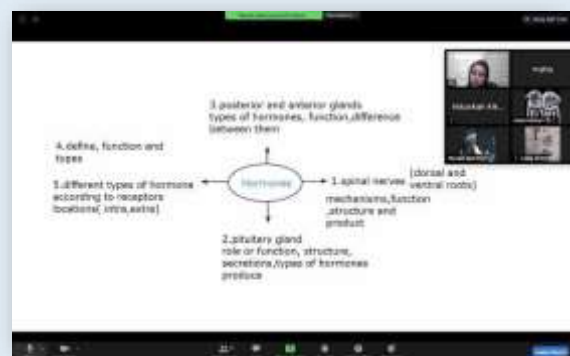 3.posterior and anterior glands
types of hormones, function,difference
between them
4.define, function and
types
5.different types of hormone
according to receptors
locations( intra,extra)
Hormones
1.spinal nerves
(dorsal and
ventral roots)
mechanisms,function
,structure and
product
2.pituitary gland
role or function, structure,
secretions,types of hormones
produce